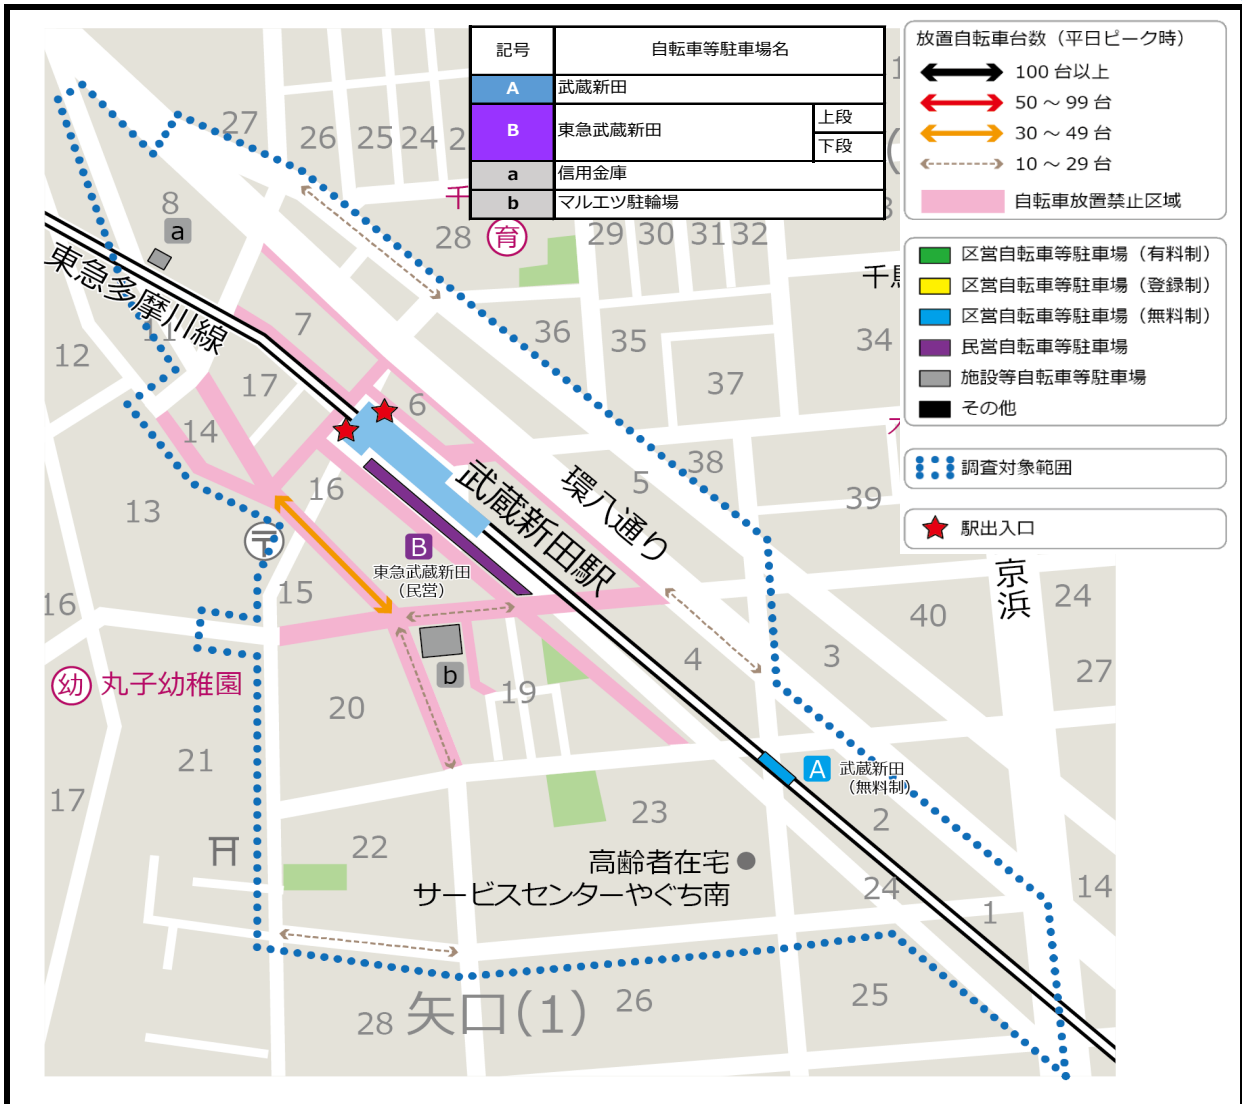 記号 自転車等駐車場名
A 武蔵新田
B 東急武蔵新田 上段
下段
a 信用金庫
b マルエツ駐輪場
放置自転車台数（平日ピーク時）
100 台以上
50 ～ 99 台
30 ～ 49 台
10 ～ 29 台
自転車放置禁止区域
区営自転車等駐車場（有料制）
区営自転車等駐車場（登録制）
区営自転車等駐車場（無料制）
民営自転車等駐車場
施設等自転車等駐車場
その他
調査対象範囲
駅出入口
27
26
25
24
8
a
千
28
育
29
30
31
32
東急多摩川線
11
12
7
17
36
35
34
37
6
14
5
38
39
16
13
環八通り
武蔵新田駅
B
東急武蔵新田
（民営）
〒
15
16
京浜
24
40
4
3
27
幼 丸子幼稚園
b
19
20
21
17
A
武蔵新田
（無料制）
2
23
22
高齢者在宅
サービスセンターやぐち南
24
1
14
25
26
28
矢口(1)